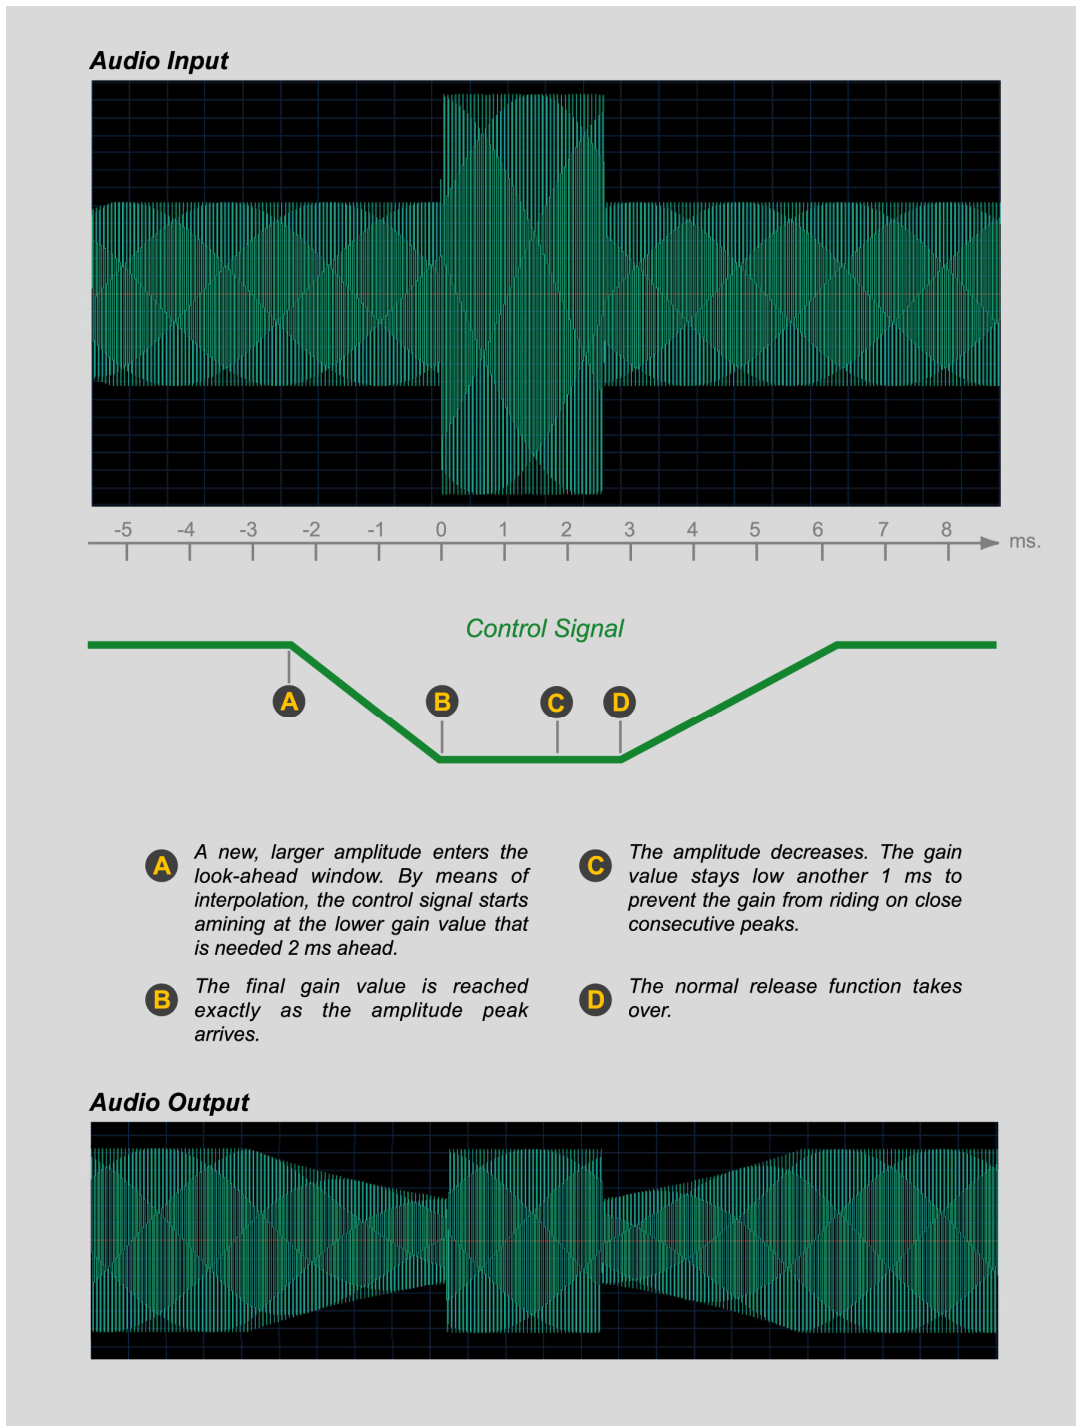 Audio Input
-5 -4 -3 -2 -1 0 1 2 3 4 5 6 7 8 ms.
Control Signal
A B C D
A A new, larger amplitude enters the
look-ahead window. By means of
interpolation, the control signal starts
amining at the lower gain value that
is needed 2 ms ahead.
B The final gain value is reached
exactly as the amplitude peak
arrives.
C The amplitude decreases. The gain
value stays low another 1 ms to
prevent the gain from riding on close
consecutive peaks.
D The normal release function takes
over.
Audio Output